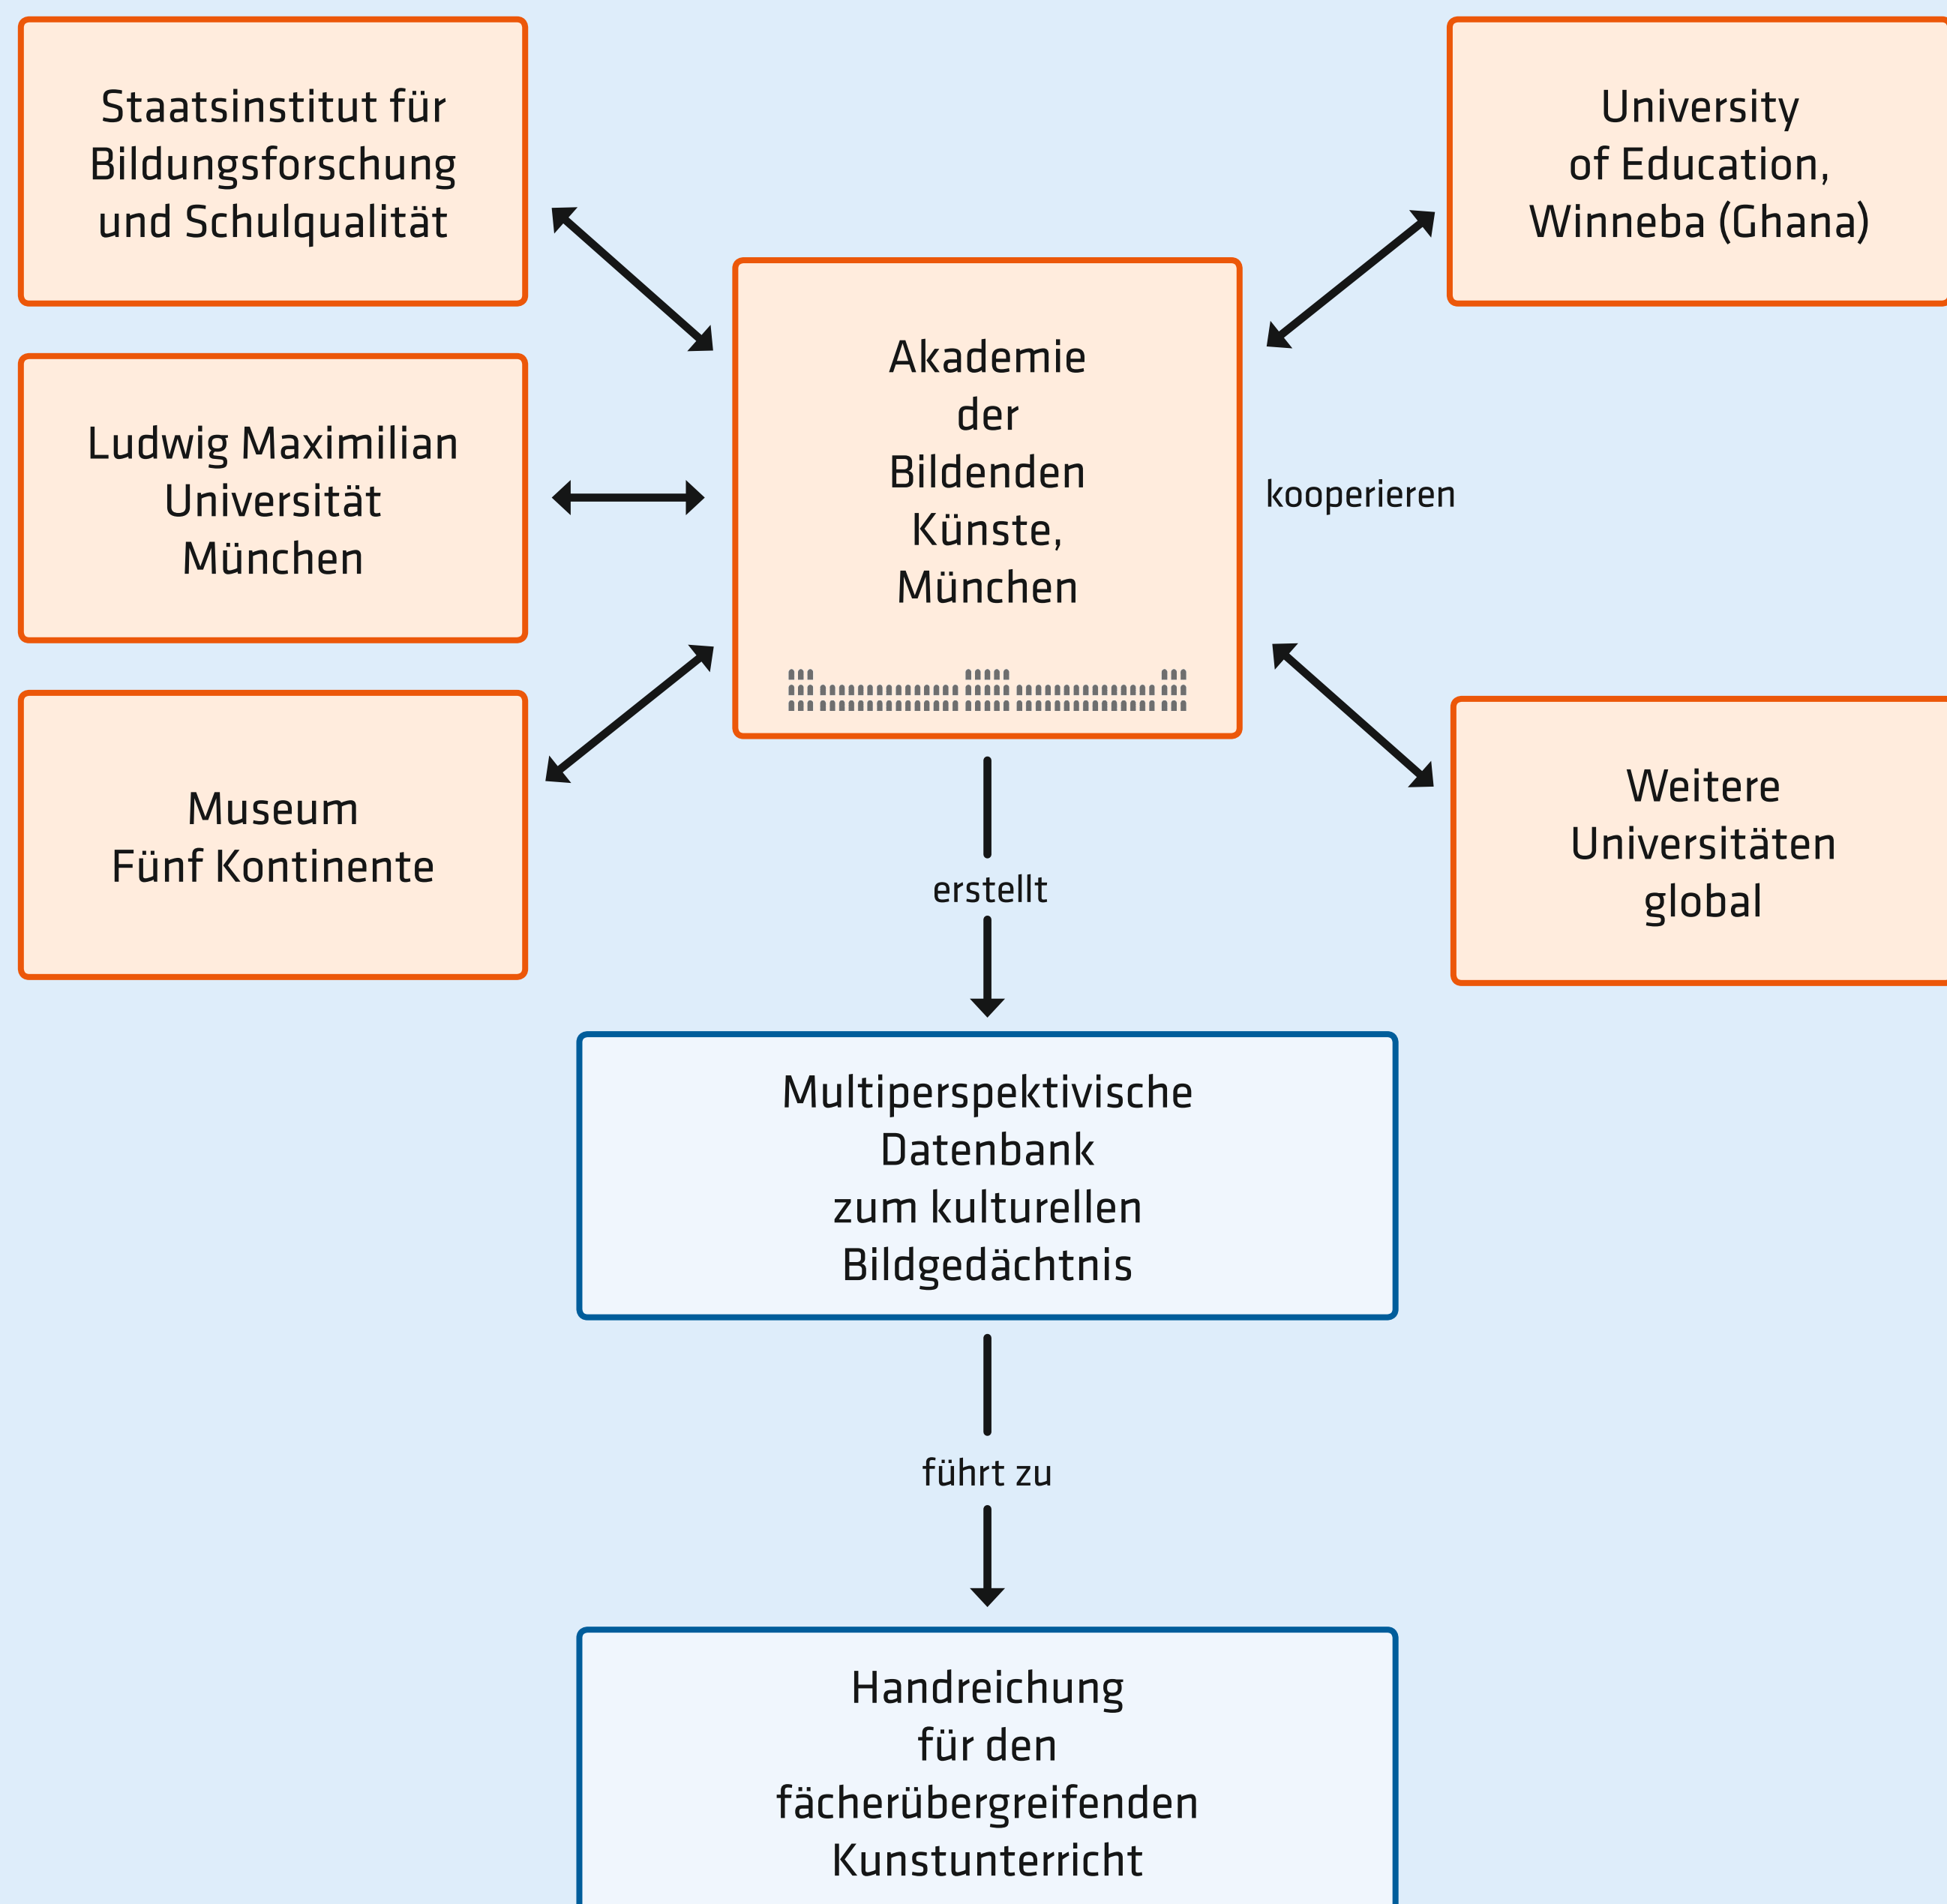 Staatsinstitut für
Bildungsforschung
und Schulqualität
University
of Education,
Winneba (Ghana)
Akademie
der
Bildenden
Künste,
München
Ludwig Maximilian
Universität
München
kooperieren
Museum
Fünf Kontinente
Weitere
Universitäten
global
erstellt
Multiperspektivische
Datenbank
zum kulturellen
Bildgedächtnis
führt zu
Handreichung
für den
fächerübergreifenden
Kunstunterricht